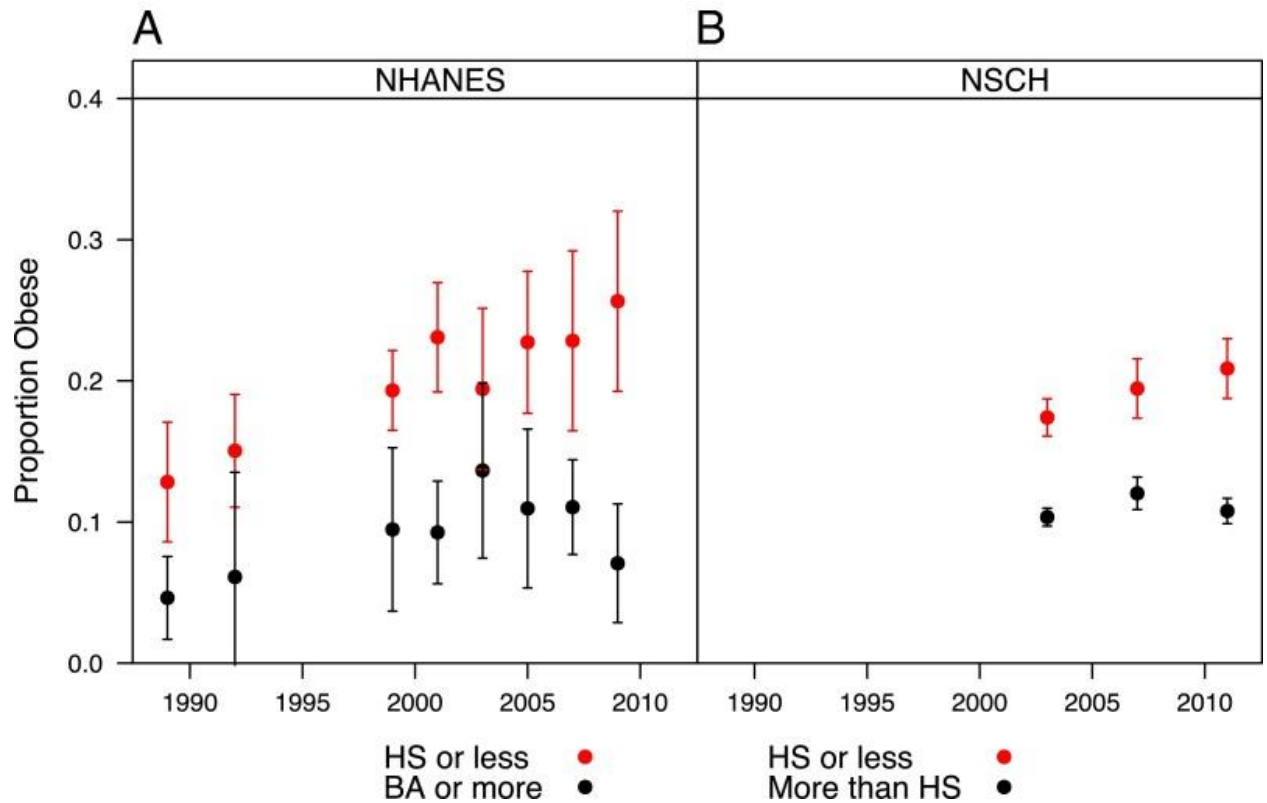 A B
NHANES NSCH
0.4
0.3
0.2
0.1
0.0
Proportion Obese
1990 1995 2000 2005 2010 1990 1995 2000 2005 2010
HS or less HS or less
BA or more More than HS